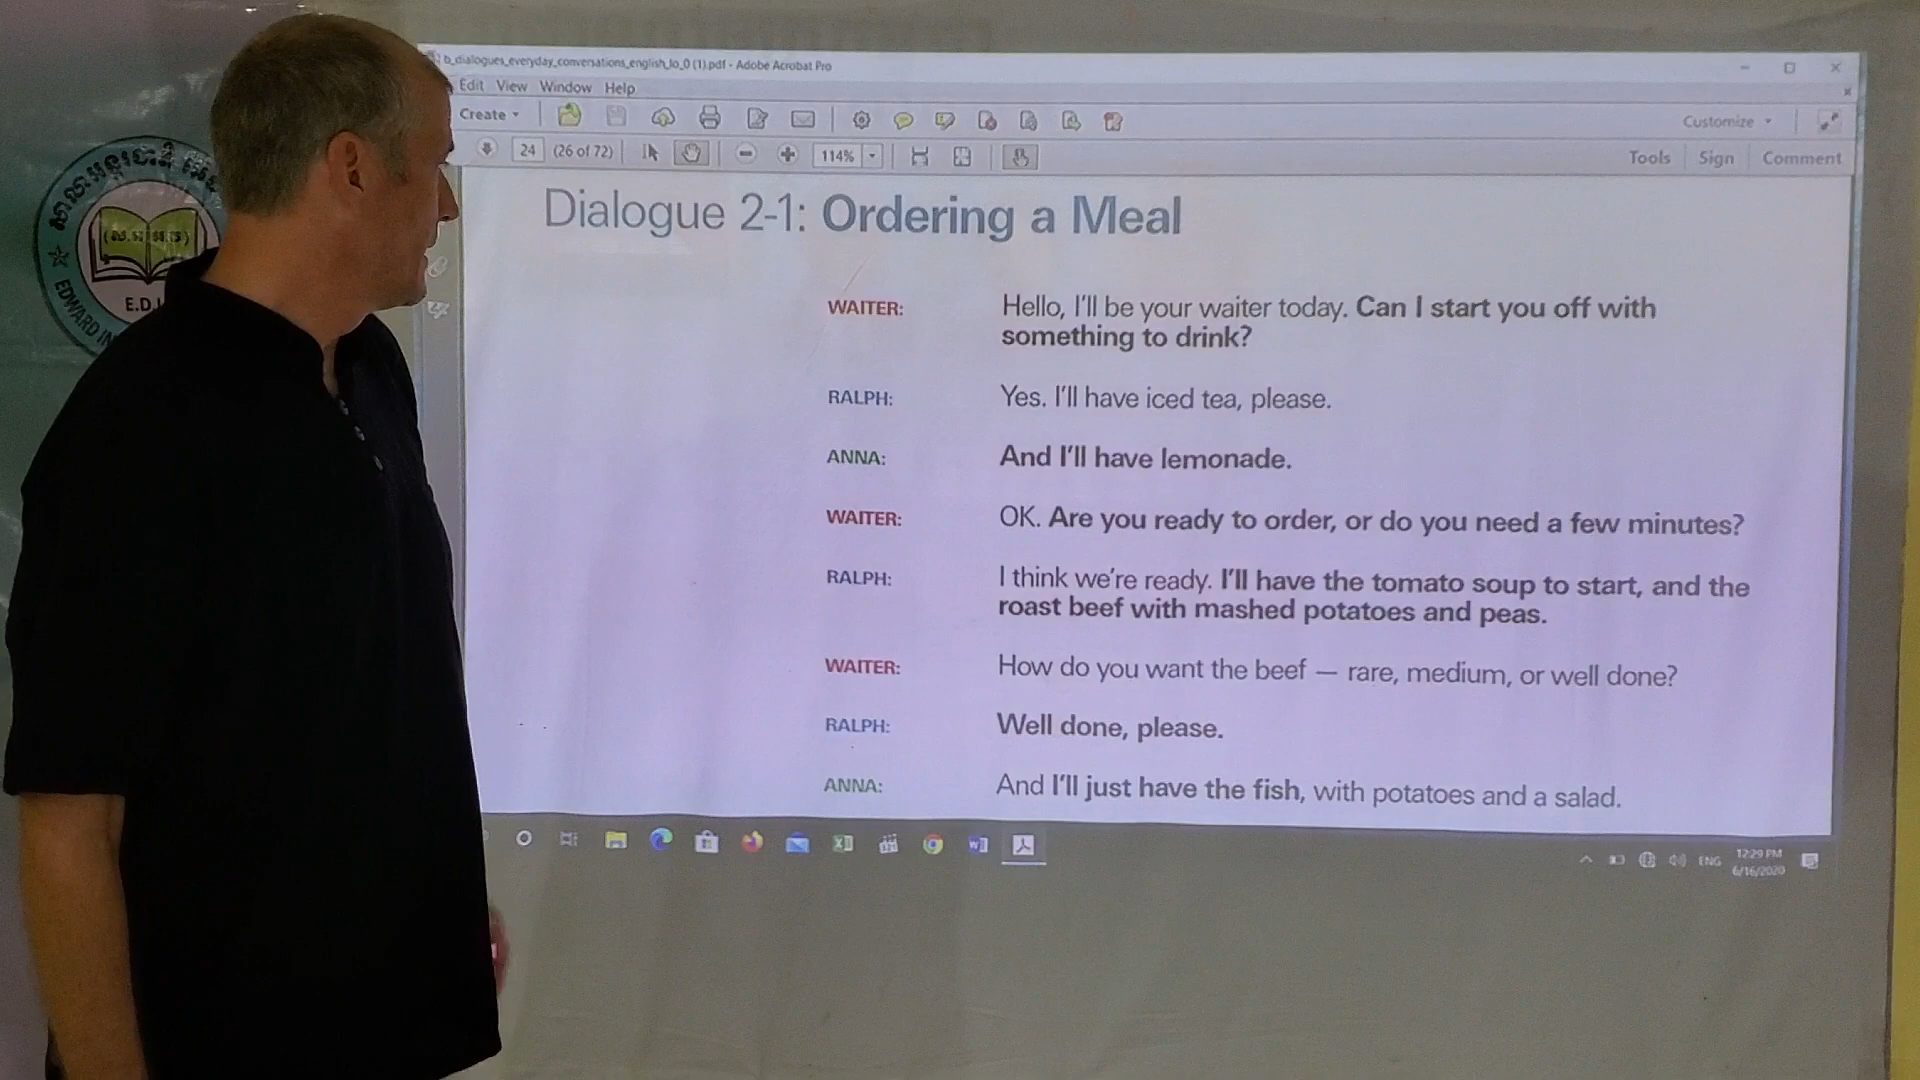 b_dialogues_everyday_conversations_english_lo_0 (1).pdf - Adobe Acrobat Pro
Edit View Window Help
Create Customize
24 (26 of 72) 114% Tools Sign Comment
Dialogue 2-1: Ordering a Meal
WAITER: Hello, I'll be your waiter today. Can I start you off with
something to drink?
RALPH: Yes. I'll have iced tea, please.
ANNA: And I'll have lemonade.
WAITER: OK. Are you ready to order, or do you need a few minutes?
RALPH: I think we're ready. I'll have the tomato soup to start, and the
roast beef with mashed potatoes and peas.
WAITER: How do you want the beef — rare, medium, or well done?
RALPH: Well done, please.
ANNA: And I'll just have the fish, with potatoes and a salad.
ENG 12:29 PM
6/16/2020
E.D.I
EDWARD IN